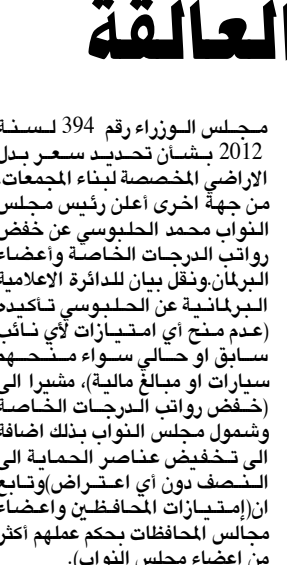 العالقة
مجلس الوزراء رقم 394 لسنة
2012 بشأن تحديد سعر بدل
الاراضي المخصصة لبناء المجمعات.
من جهة اخرى أعلن رئيس مجلس
النواب محمد الحلبوسي عن خفض
رواتب الدرجات الخاصة وأعضاء
البرلمان.ونقل بيان للدائرة الاعلامية
البرلمانية عن الحلبوسي تأكيده
(عدم منح أي امتيازات لأي نائب
سابق او حالي سواء منحهم
سيارات او مبالغ مالية)، مشيرا الى
(خفض رواتب الدرجات الخاصة
وشمول مجلس النواب بذلك اضافة
الى تخفيض عناصر الحماية الى
النصف دون أي اعتراض)وتابع
ان(إمتيازات المحافظين واعضاء
مجالس المحافظات بحكم عملهم أكثر
من اعضاء مجلس النواب).